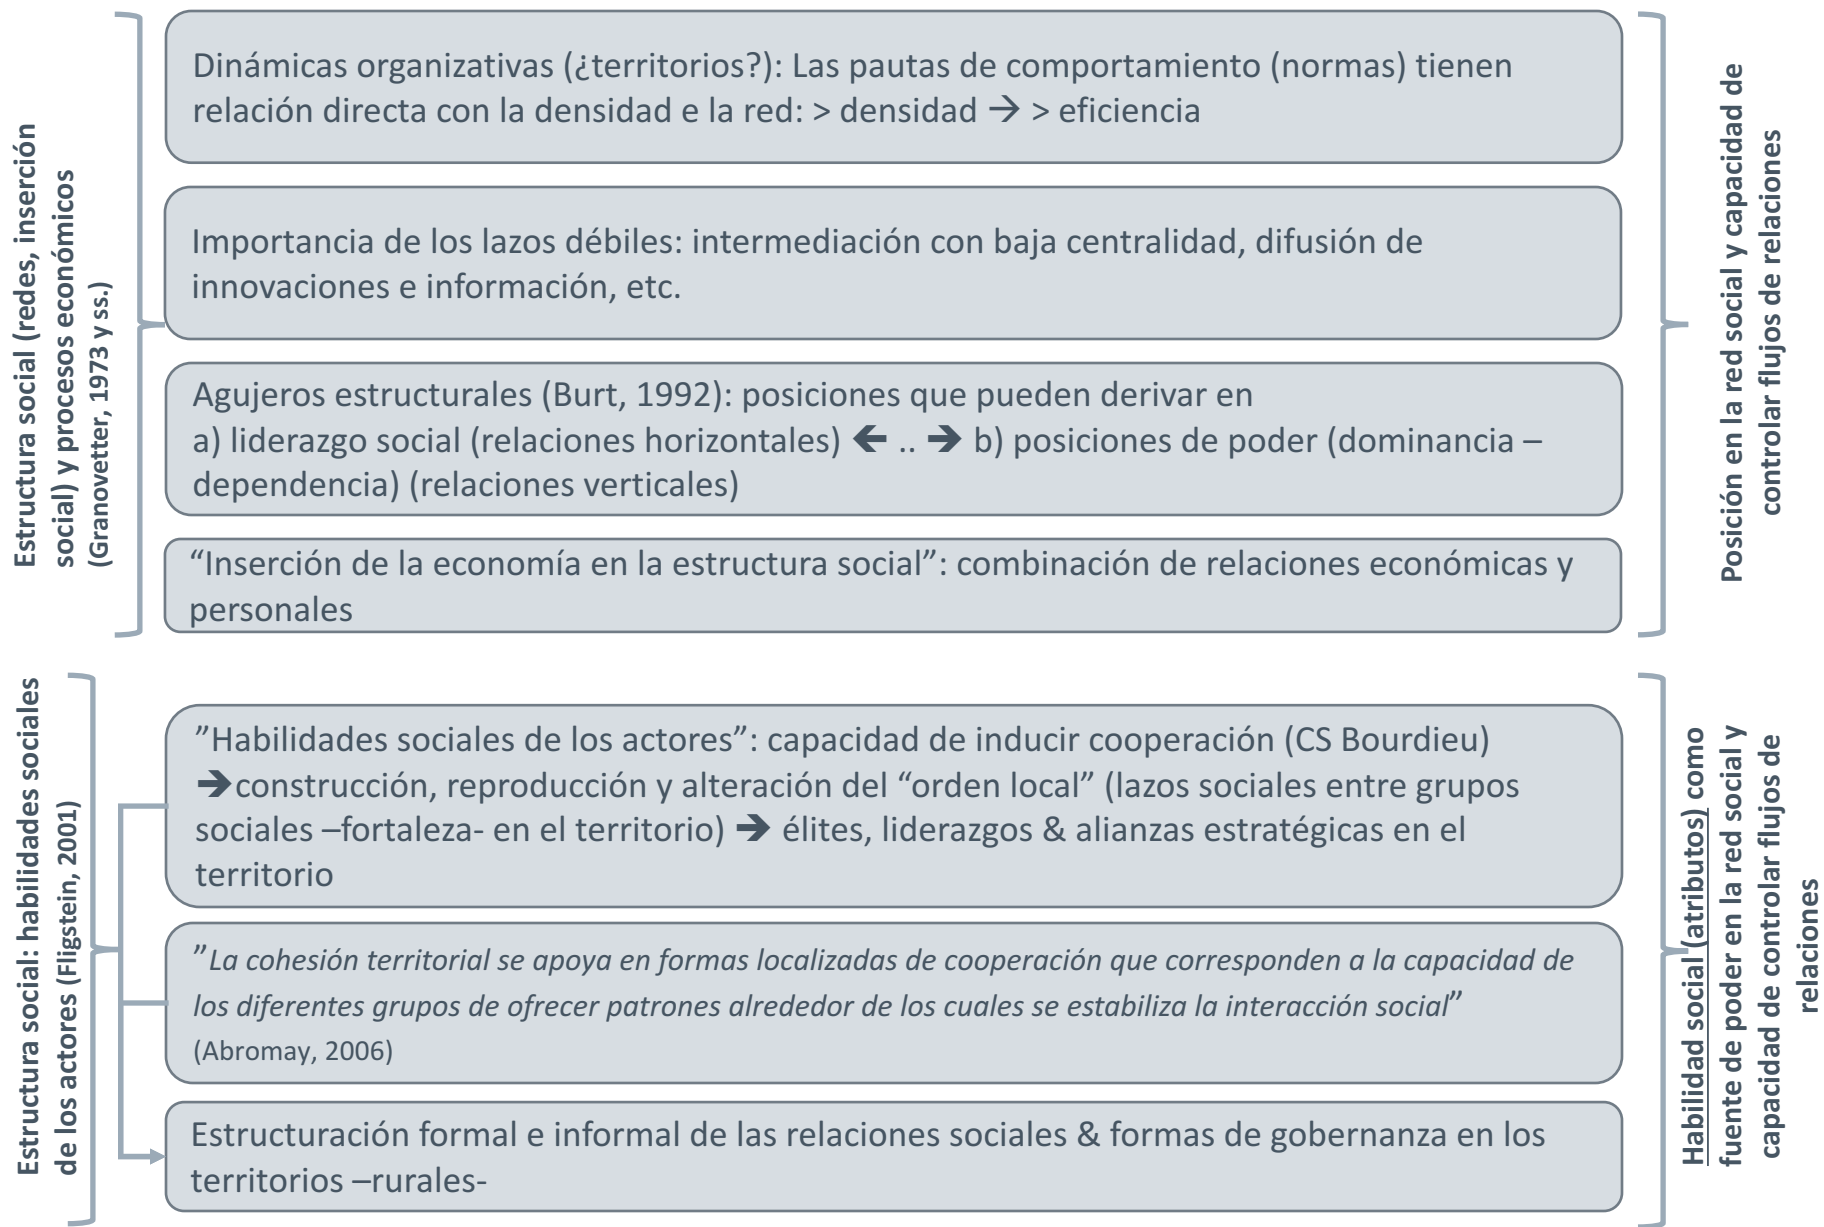 Estructura social (redes, inserción
social) y procesos económicos
(Granovetter, 1973 y ss.)
Dinámicas organizativas (¿territorios?): Las pautas de comportamiento (normas) tienen
relación directa con la densidad e la red: > densidad → > eficiencia
Importancia de los lazos débiles: intermediación con baja centralidad, difusión de
innovaciones e información, etc.
Agujeros estructurales (Burt, 1992): posiciones que pueden derivar en
a) liderazgo social (relaciones horizontales) 🡸 .. 🡺 b) posiciones de poder (dominancia –
dependencia) (relaciones verticales)
“Inserción de la economía en la estructura social”: combinación de relaciones económicas y
personales
Posición en la red social y capacidad de
controlar flujos de relaciones
Estructura social: habilidades sociales
de los actores (Fligstein, 2001)
”Habilidades sociales de los actores”: capacidad de inducir cooperación (CS Bourdieu)
🡺construcción, reproducción y alteración del “orden local” (lazos sociales entre grupos
sociales –fortaleza- en el territorio) 🡺 élites, liderazgos & alianzas estratégicas en el
territorio
”La cohesión territorial se apoya en formas localizadas de cooperación que corresponden a la capacidad de
los diferentes grupos de ofrecer patrones alrededor de los cuales se estabiliza la interacción social”
(Abromay, 2006)
Estructuración formal e informal de las relaciones sociales & formas de gobernanza en los
territorios –rurales-
Habilidad social (atributos) como
fuente de poder en la red social y
capacidad de controlar flujos de
relaciones